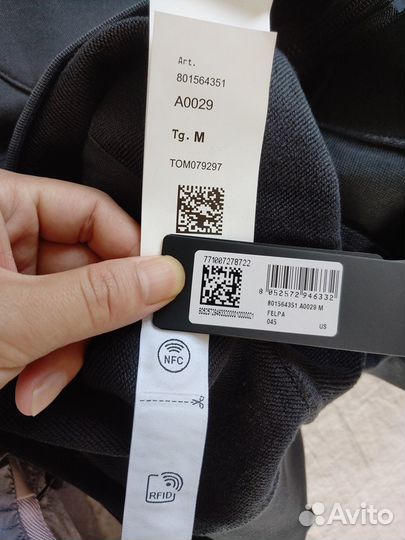 Art.
801564351
A0029
Tg. M
TOM079297
771007278722
8 052572 946332
801564351 A0029 M
FELPA
045 US
NFC
RFID
Avito